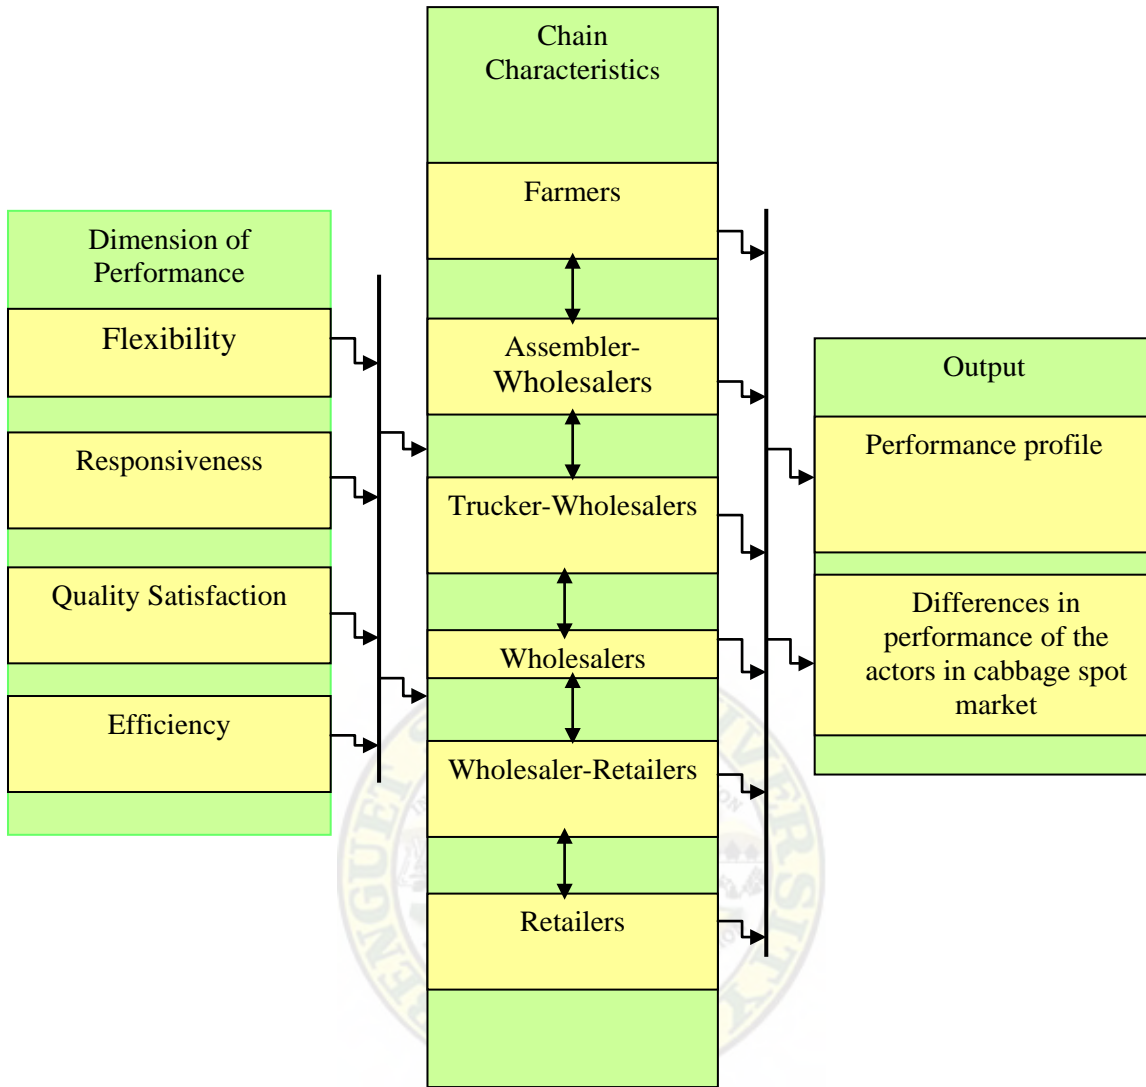 Dimension of
Performance
Flexibility
Responsiveness
Quality Satisfaction
Efficiency
Chain
Characteristics
Farmers
Assembler-
Wholesalers
Trucker-Wholesalers
Wholesalers
Wholesaler-Retailers
Retailers
Output
Performance profile
Differences in
performance of the
actors in cabbage spot
market